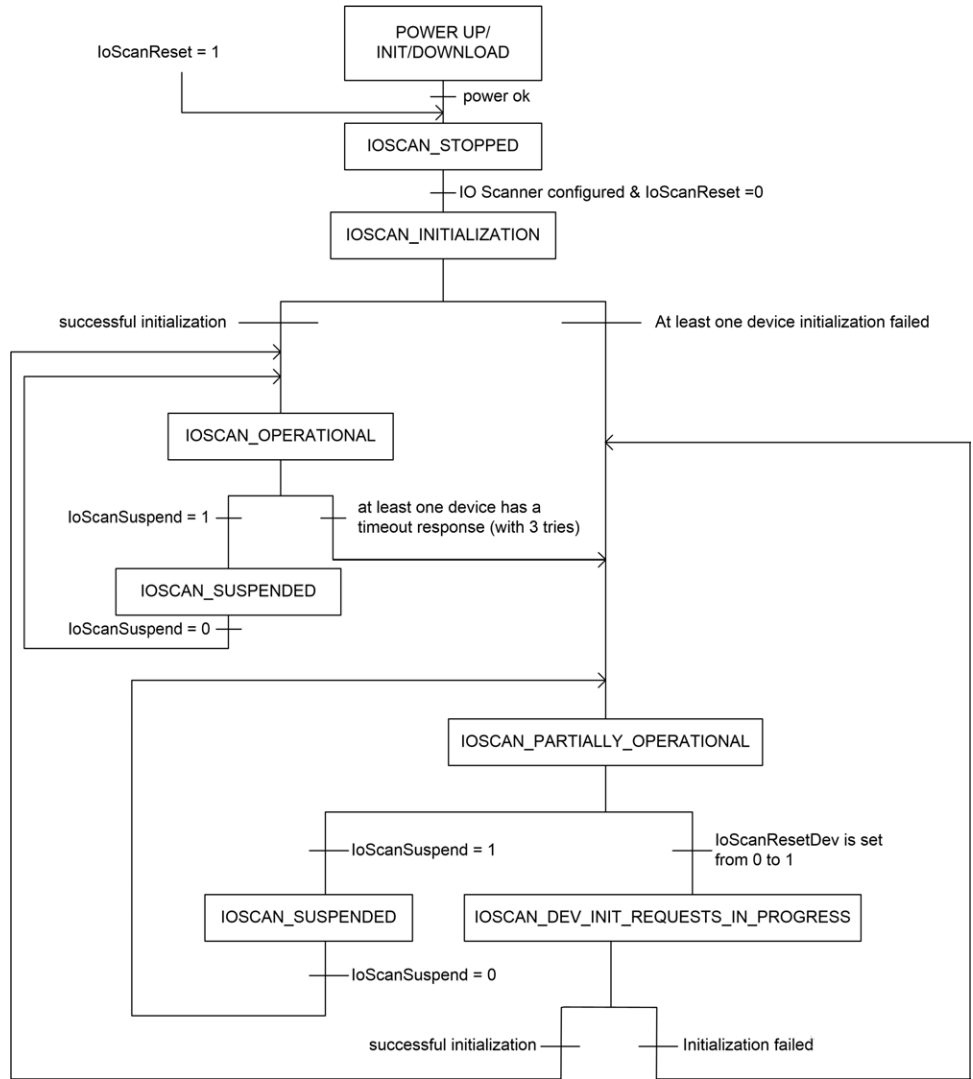 POWER UP/
INIT/DOWNLOAD
IoScanReset = 1
power ok
IOSCAN_STOPPED
IO Scanner configured & IoScanReset =0
IOSCAN_INITIALIZATION
successful initialization
At least one device initialization failed
IOSCAN_OPERATIONAL
IoScanSuspend = 1
at least one device has a
timeout response (with 3 tries)
IOSCAN_SUSPENDED
IoScanSuspend = 0
IOSCAN_PARTIALLY_OPERATIONAL
IoScanSuspend = 1
IoScanResetDev is set
from 0 to 1
IOSCAN_SUSPENDED
IOSCAN_DEV_INIT_REQUESTS_IN_PROGRESS
IoScanSuspend = 0
successful initialization
Initialization failed